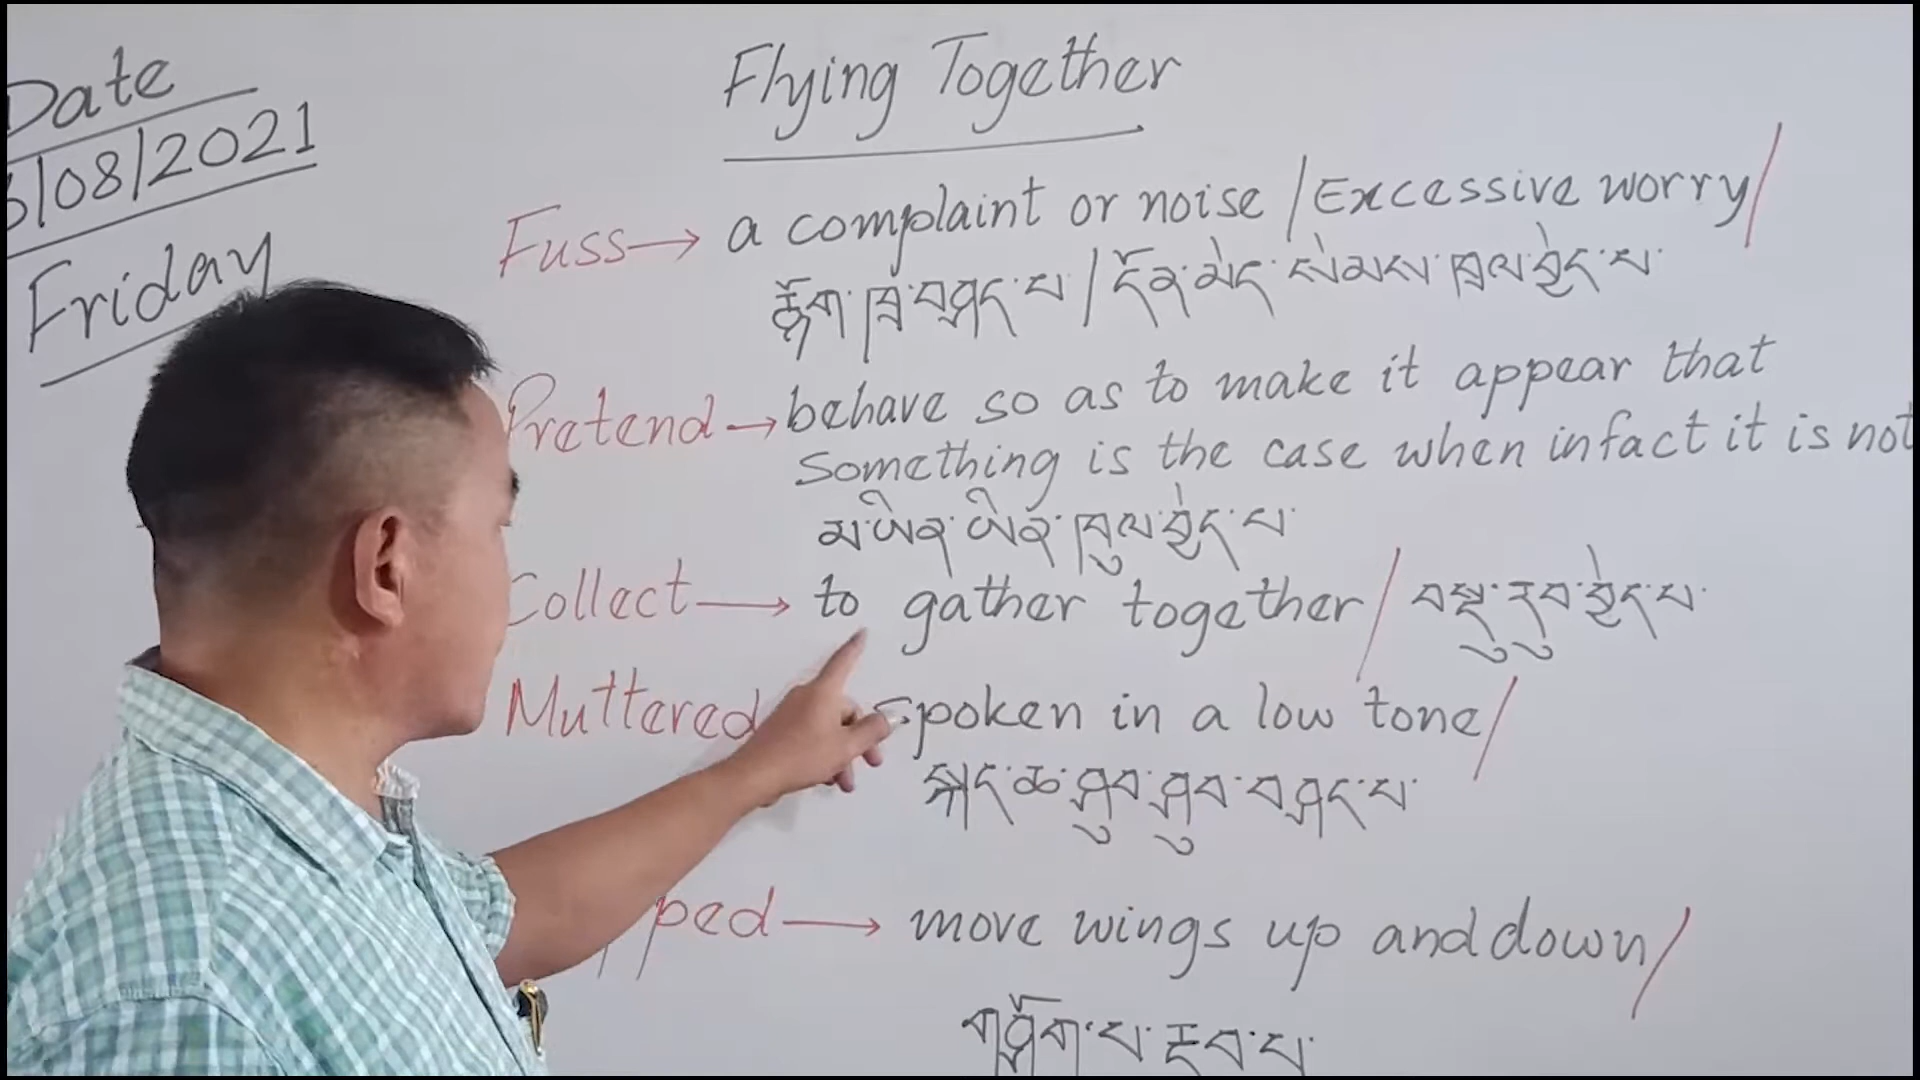 Date
/08/2021
Friday
Flying Together
Fuss → a complaint or noise / Excessive worry/
རྩོག་ཁྲ་བཤད་པ / དོན་མེད་སེམས་ཁྲལ་བྱེད་པ་
Pretend → behave so as to make it appear that
something is the case when infact it is not
མ་ཡིན་ཡིན་ཁུལ་བྱེད་པ་
Collect → to gather together / བསྡུ་རུབ་བྱེད་པ་
Muttered spoken in a low tone/
སྐད་ཆ་ཤུབ་ཤུབ་བཤད་པ་
pped → move wings up and down/
གཤོག་པ་རྡེབ་པ་